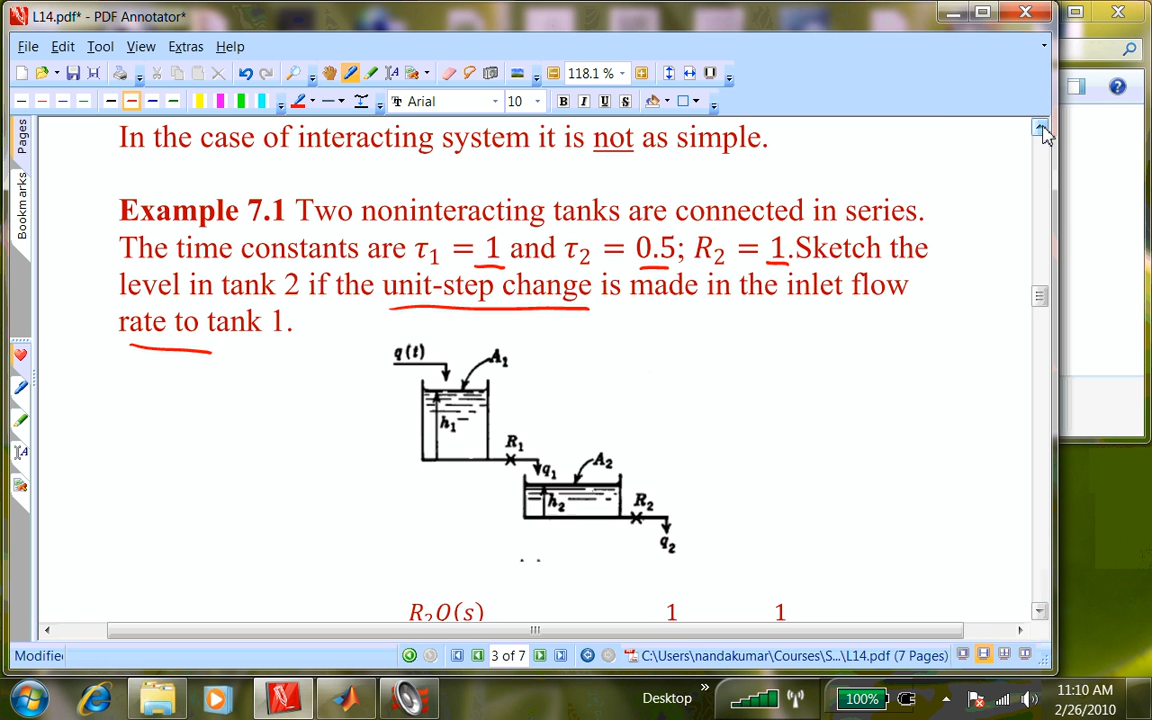 L14.pdf* - PDF Annotator*
File Edit Tool View Extras Help
118.1 %
Arial 10 B I U S
Pages
Bookmarks
In the case of interacting system it is not as simple.
Example 7.1 Two noninteracting tanks are connected in series.
The time constants are τ₁ = 1 and τ₂ = 0.5; R₂ = 1.Sketch the
level in tank 2 if the unit-step change is made in the inlet flow
rate to tank 1.
q(t) A₁
h₁
R₁
q₁ A₂
h₂ R₂
q₂
R₂Q(s) 1 1
Modifie 3 of 7 C:\Users\nandakumar\Courses\S...\L14.pdf (7 Pages)
Desktop » 100% 11:10 AM
2/26/2010